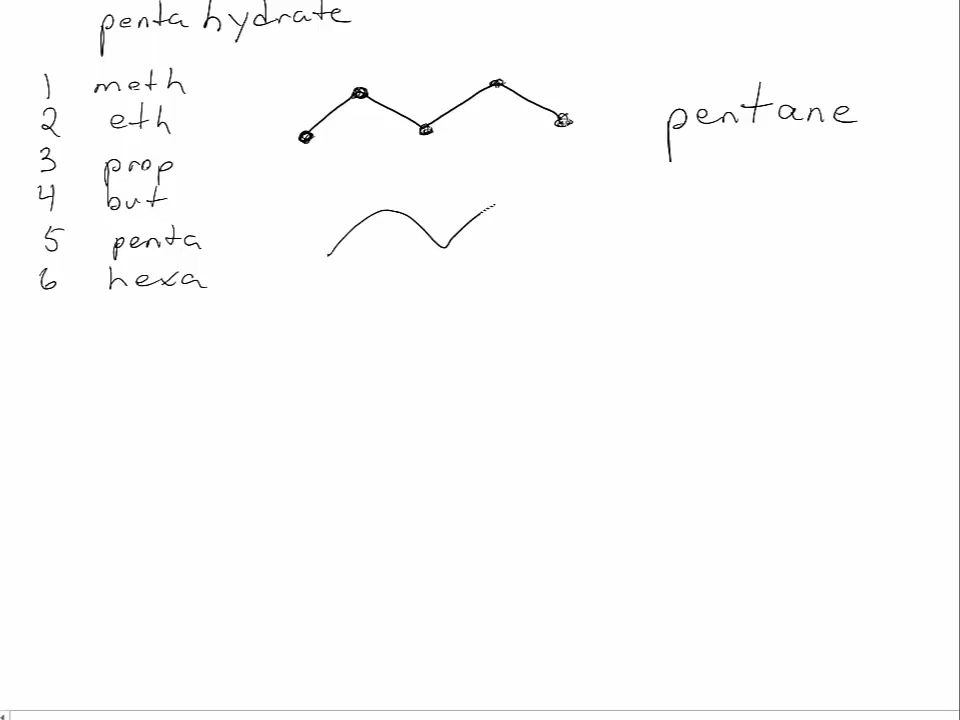 penta hydrate
1 meth
2 eth
3 prop
4 but
5 penta
6 hexa
pentane